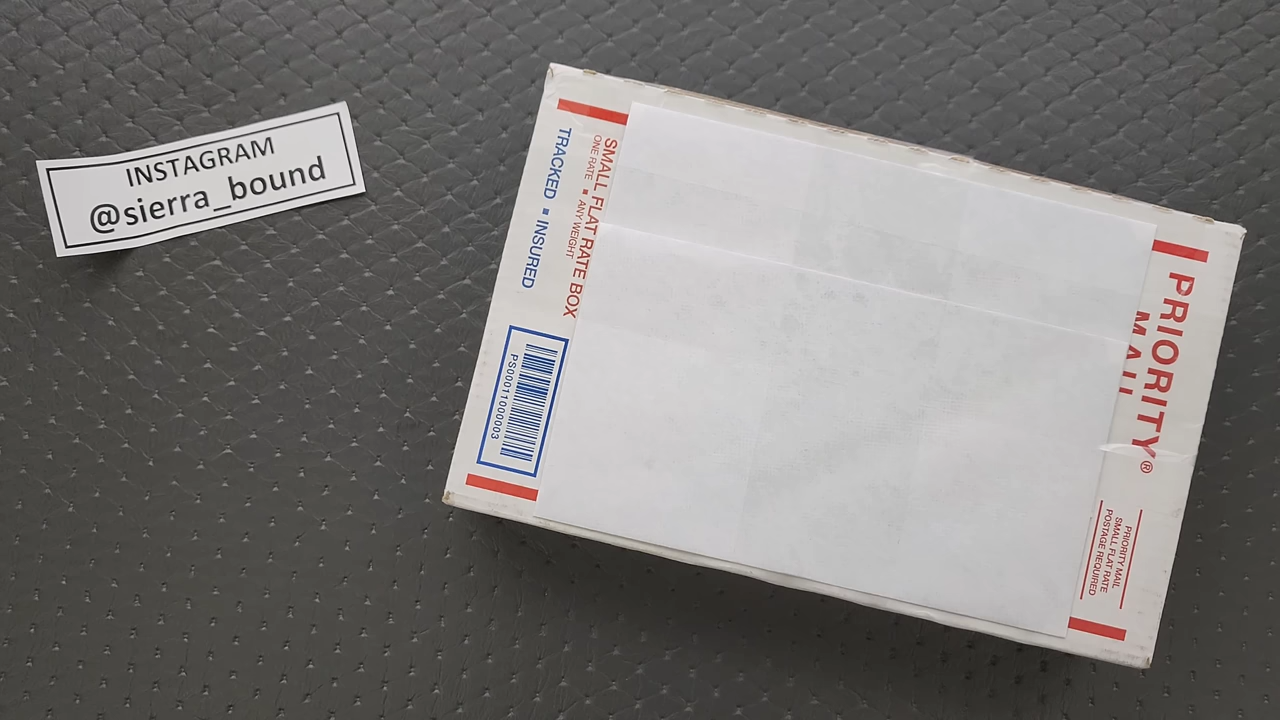 INSTAGRAM
@sierra_bound
SMALL FLAT RATE BOX
ONE RATE ■ ANY WEIGHT
TRACKED ■ INSURED
PS00011000003
PRIORITY®
MAIL
PRIORITY MAIL
SMALL FLAT RATE
POSTAGE REQUIRED